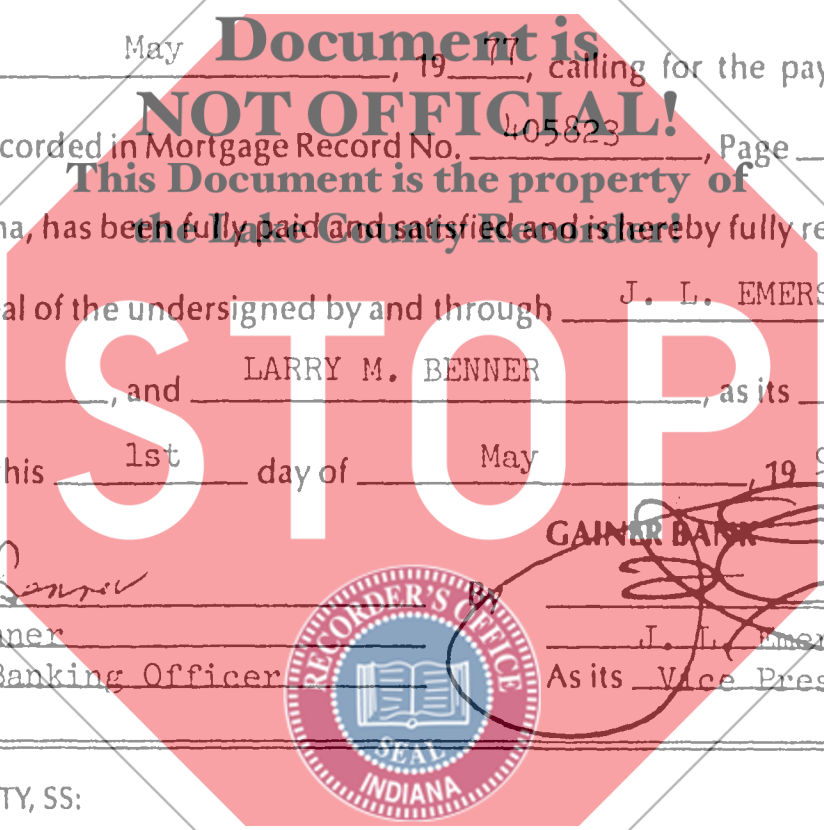 Document is
May, 19 77, calling for the pay
NOT OFFICIAL!
corded in Mortgage Record No. 405823, Page
This Document is the property of
the Lake County Recorder!
na, has been fully paid and satisfied and is hereby fully re
al of the undersigned by and through J. L. EMERS
STOP
, and LARRY M. BENNER, as its
his 1st day of May, 19 9
GAINER BANK
By
ner J. L. Emer
Banking Officer As its Vice Pres
RECORDER'S OFFICE
SEAL
INDIANA
TY, SS: